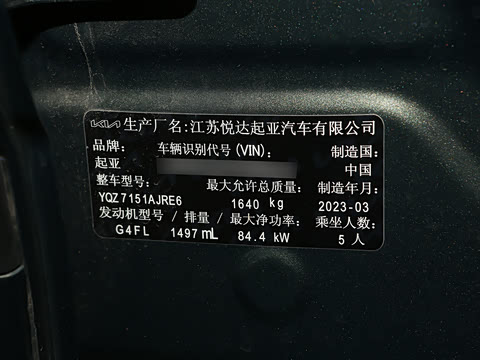 KIA 生产厂名:江苏悦达起亚汽车有限公司
品牌: 车辆识别代号(VIN): 制造国:
起亚 中国
整车型号: 最大允许总质量: 制造年月:
YQZ7151AJRE6 1640 kg 2023-03
发动机型号 / 排量 / 最大净功率: 乘坐人数:
G4FL 1497 mL 84.4 kW 5 人